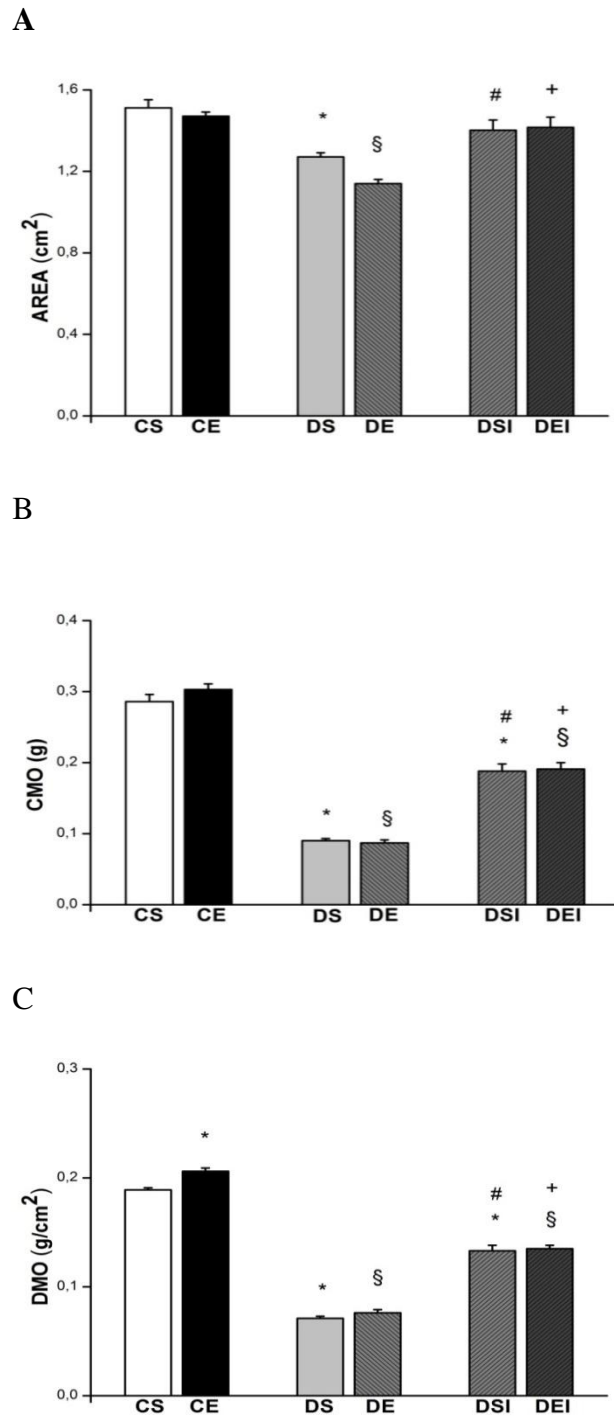 A
1,6
1,2
0,8
0,4
0,0
AREA (cm²)
* § # +
CS CE DS DE DSI DEI
B
0,4
0,3
0,2
0,1
0,0
CMO (g)
# +
* § * §
CS CE DS DE DSI DEI
C
0,3
0,2
0,1
0,0
DMO (g/cm²)
*
# +
* §
* §
CS CE DS DE DSI DEI